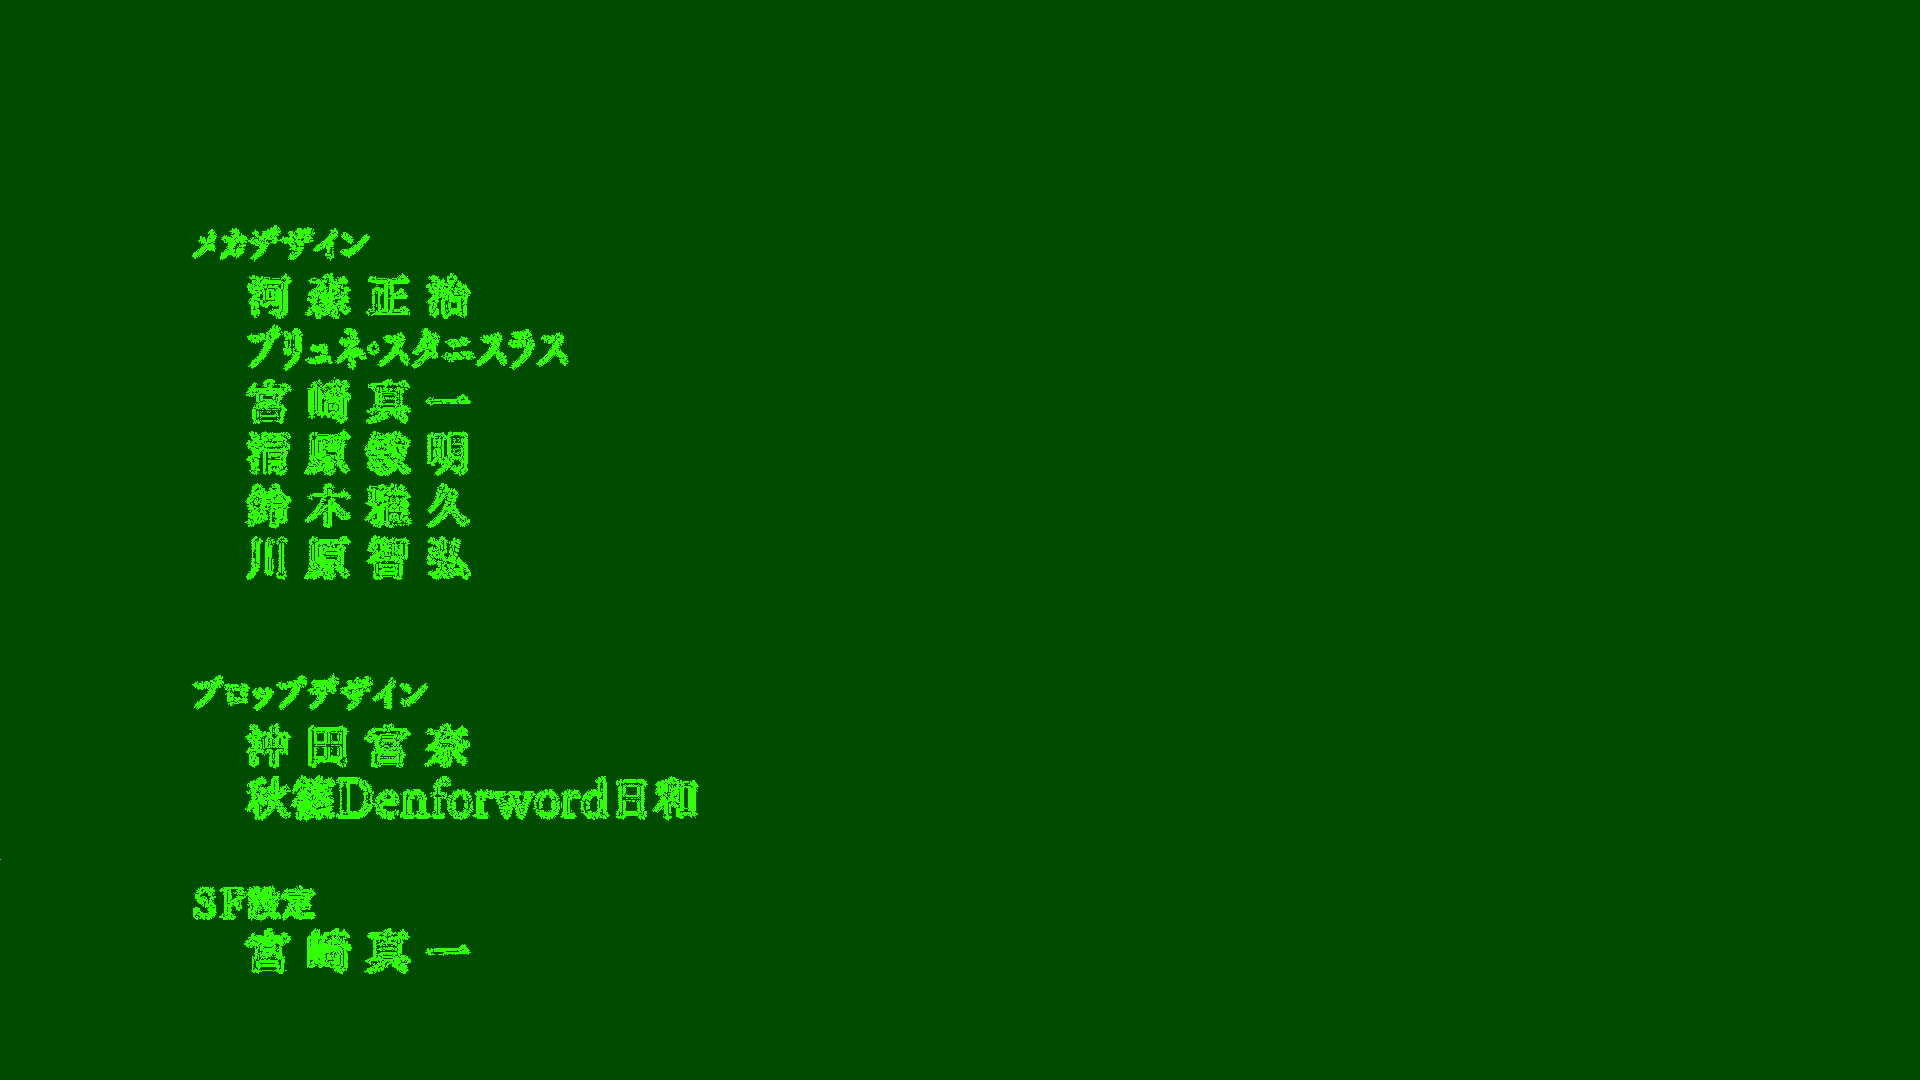 メカデザイン
阿森正治
ブリュネ・スタニスラス
宮崎真一
清原敏明
鈴木雅久
川原智弘
プロップデザイン
沖田宮奈
秋篠Denforword日和
SF設定
宮崎真一